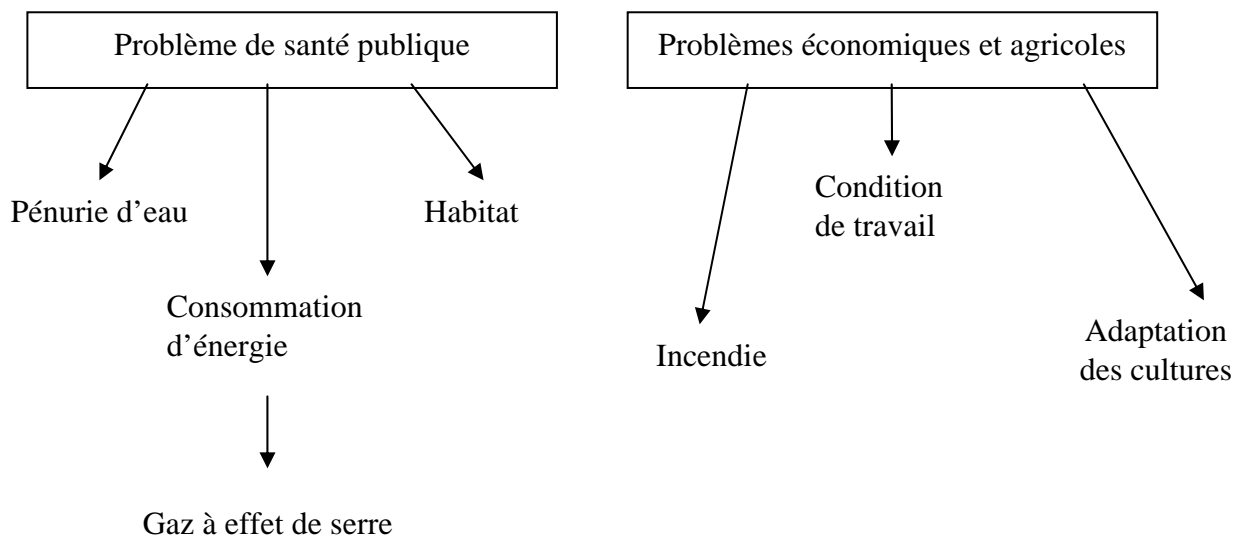 Problème de santé publique
Problèmes économiques et agricoles
Pénurie d’eau
Habitat
Condition
de travail
Consommation
d’énergie
Incendie
Adaptation
des cultures
Gaz à effet de serre